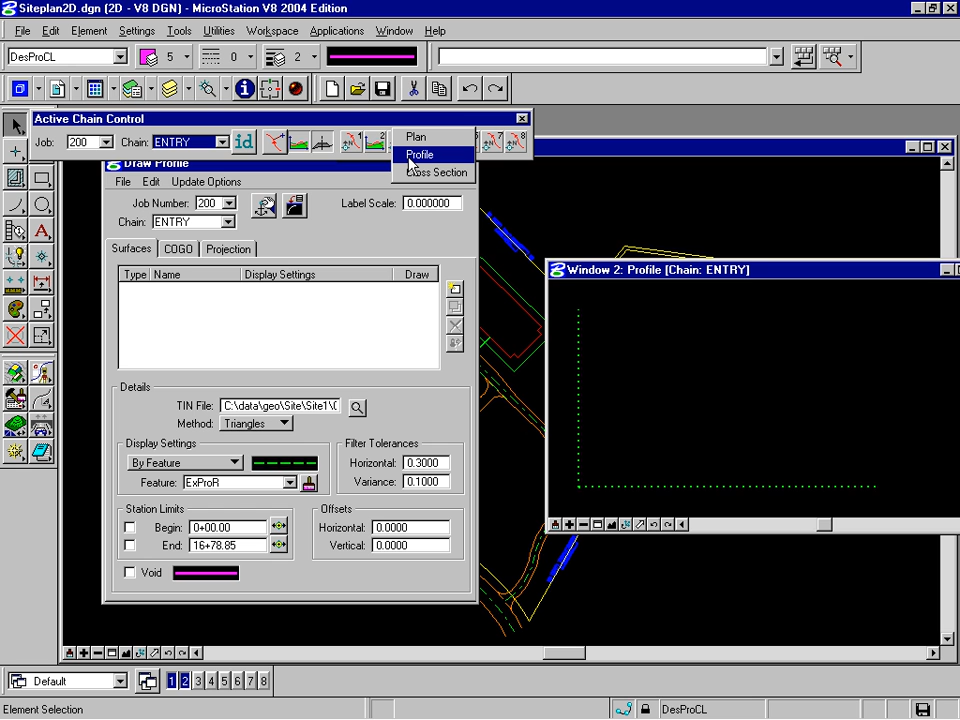 Siteplan2D.dgn (2D - V8 DGN) - MicroStation V8 2004 Edition
File Edit Element Settings Tools Utilities Workspace Applications Window Help
DesProCL 5 0 2
Active Chain Control
Job: 200 Chain: ENTRY id 1 2 7 8
Plan
Profile
Cross Section
Draw Profile
File Edit Update Options
Job Number: 200 Label Scale: 0.000000
Chain: ENTRY
Surfaces COGO Projection
Type Name Display Settings Draw
Window 2: Profile [Chain: ENTRY]
Details
TIN File: C:\data\geo\Site\Site1\
Method: Triangles
Display Settings Filter Tolerances
By Feature Horizontal: 0.3000
Feature: ExProR Variance: 0.1000
Station Limits Offsets
Begin: 0+00.00 Horizontal: 0.0000
End: 16+78.85 Vertical: 0.0000
Void
Default 1 2 3 4 5 6 7 8
Element Selection DesProCL